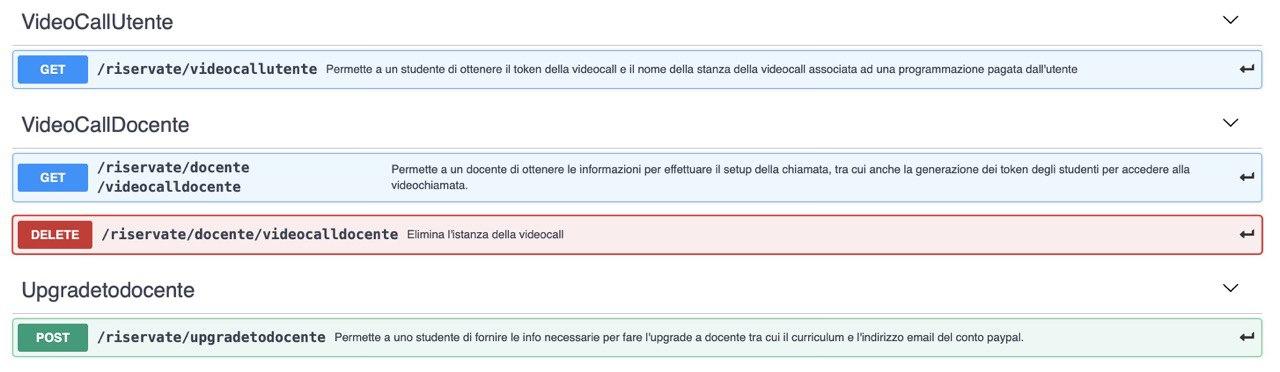 VideoCallUtente
GET /riservate/videocallutente Permette a un studente di ottenere il token della videocall e il nome della stanza della videocall associata ad una programmazione pagata dall'utente
VideoCallDocente
GET /riservate/docente/videocalldocente Permette a un docente di ottenere le informazioni per effettuare il setup della chiamata, tra cui anche la generazione dei token degli studenti per accedere alla
videochiamata.
DELETE /riservate/docente/videocalldocente Elimina l'istanza della videocall
Upgradetodocente
POST /riservate/upgradetodocente Permette a uno studente di fornire le info necessarie per fare l'upgrade a docente tra cui il curriculum e l'indirizzo email del conto paypal.